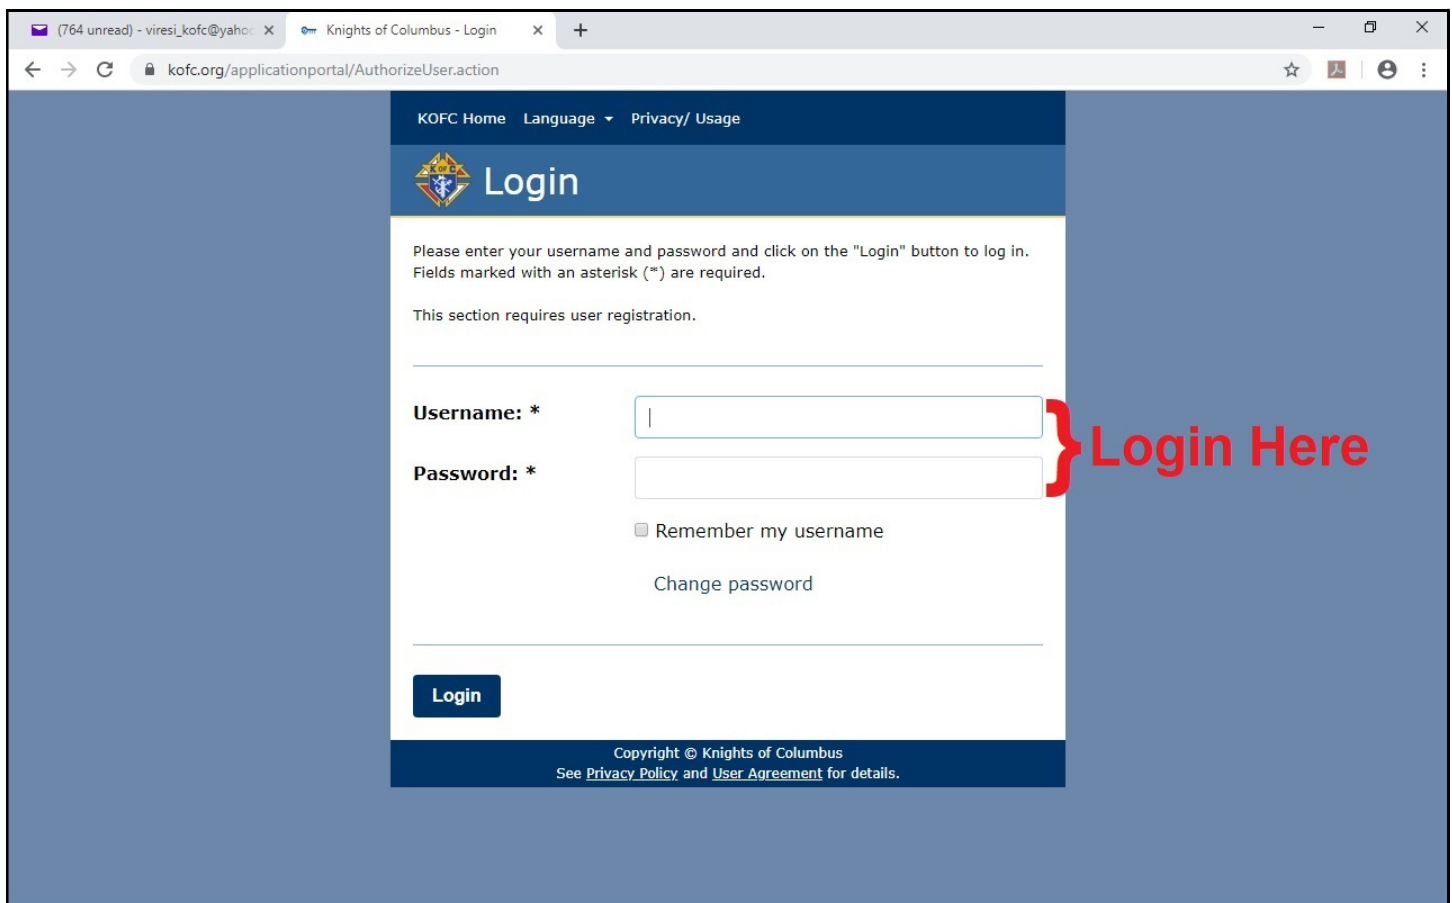 (764 unread) - viresi_kofc@yaho
Knights of Columbus - Login
kofc.org/applicationportal/AuthorizeUser.action
KOFC Home Language Privacy/ Usage
K OF C
Login
Please enter your username and password and click on the "Login" button to log in.
Fields marked with an asterisk (*) are required.
This section requires user registration.
Username: *
Password: *
} Login Here
Remember my username
Change password
Login
Copyright © Knights of Columbus
See Privacy Policy and User Agreement for details.